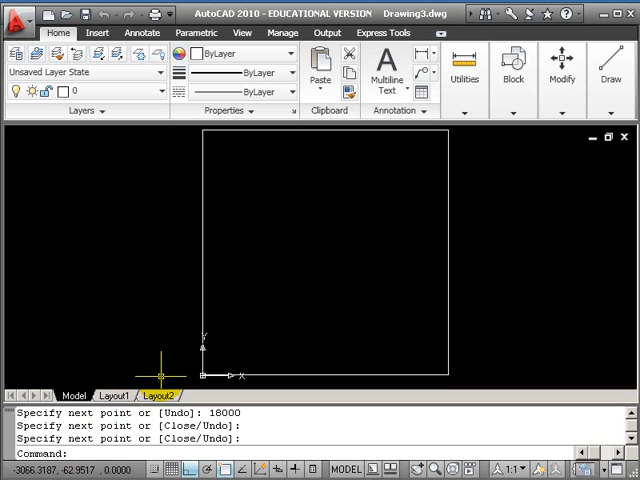 AutoCAD 2010 - EDUCATIONAL VERSION Drawing3.dwg
Home Insert Annotate Parametric View Manage Output Express Tools
Unsaved Layer State
0
Layers
ByLayer
ByLayer
ByLayer
Properties
Paste
Clipboard
A
Multiline
Text
Annotation
Utilities
Block
Modify
Draw
Y
X
Model Layout1 Layout2
Specify next point or [Undo]: 18000
Specify next point or [Close/Undo]:
Specify next point or [Close/Undo]:
Command:
-3066.3187, -62.9517 , 0.0000 MODEL 1:1